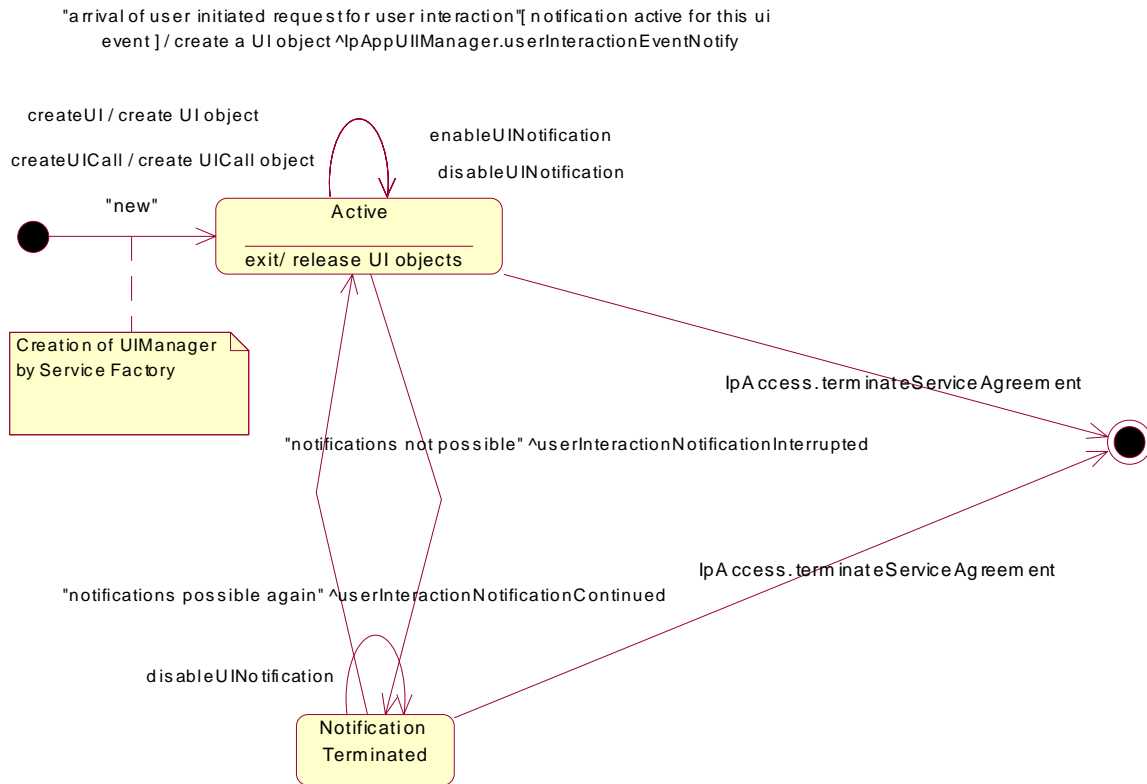 "arrival of user initiated request for user interaction"[ notification active for this ui
event ] / create a UI object ^IpAppUIIManager.userInteractionEventNotify
createUI / create UI object
enableUINotification
createUICall / create UICall object
disableUINotification
"new"
Active
exit/ release UI objects
Creation of UIManager
by Service Factory
IpAccess.terminateServiceAgreement
"notifications not possible" ^userInteractionNotificationInterrupted
IpAccess.terminateServiceAgreement
"notifications possible again" ^userInteractionNotificationContinued
disableUINotification
Notification
Terminated